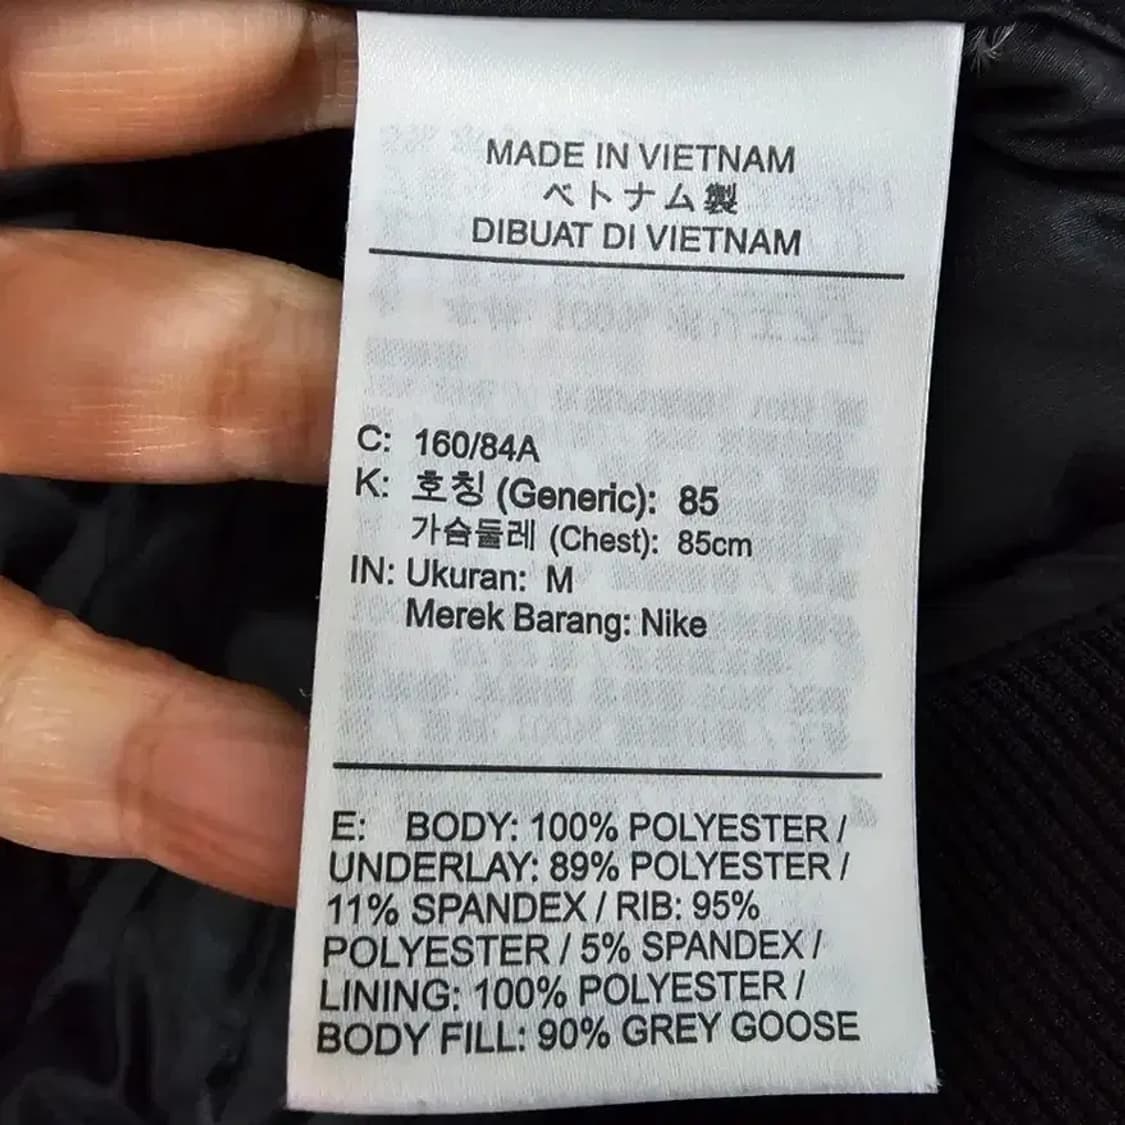 MADE IN VIETNAM
ベトナム製
DIBUAT DI VIETNAM
C: 160/84A
K: 호칭 (Generic): 85
가슴둘레 (Chest): 85cm
IN: Ukuran: M
Merek Barang: Nike
E: BODY: 100% POLYESTER /
UNDERLAY: 89% POLYESTER /
11% SPANDEX / RIB: 95%
POLYESTER / 5% SPANDEX /
LINING: 100% POLYESTER /
BODY FILL: 90% GREY GOOSE